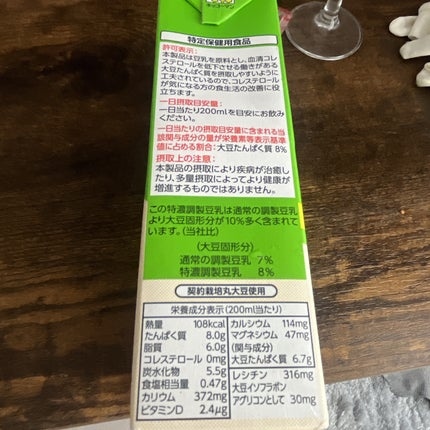 キッコーマン
特定保健用食品
許可表示：
本製品は豆乳を原料とし、血清コレ
ステロールを低下させる働きがある
大豆たんぱく質を摂取しやすいように
工夫されているので、コレステロール
が気になる方の食生活の改善に役
立ちます。
一日摂取目安量：
一日当たり200mlを目安にお飲み
ください。
一日当たりの摂取目安量に含まれる当
該関与成分の量が栄養素等表示基準
値に占める割合：大豆たんぱく質 8%
摂取上の注意：
本製品の摂取により疾病が治癒し
たり、多量摂取によってより健康が
増進するものではありません。
この特濃調製豆乳は通常の調製豆乳
より大豆固形分が10%多く含まれて
います。（当社比）
（大豆固形分）
通常の調製豆乳 7%
特濃調製豆乳 8%
契約栽培丸大豆使用
栄養成分表示（200ml当たり）
熱量 108kcal
たんぱく質 8.0g
脂質 6.0g
コレステロール 0mg
炭水化物 5.5g
食塩相当量 0.47g
カリウム 372mg
ビタミンD 2.4μg
カルシウム 114mg
マグネシウム 47mg
（関与成分）
大豆たんぱく質 6.7g
レシチン 316mg
大豆イソフラボン
アグリコンとして 30mg